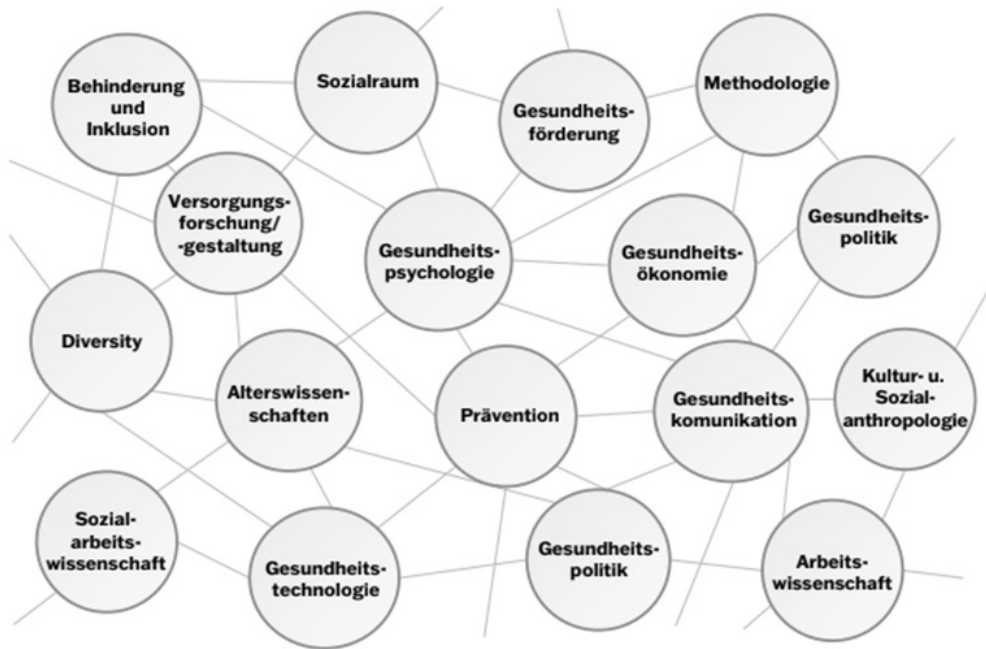 Behinderung
und
Inklusion
Sozialraum
Gesundheits-
förderung
Methodologie
Versorgungs-
forschung/
-gestaltung
Gesundheits-
psychologie
Gesundheits-
ökonomie
Gesundheits-
politik
Diversity
Alterswissen-
schaften
Prävention
Gesundheits-
komunikation
Kultur- u.
Sozial-
anthropologie
Sozial-
arbeits-
wissenschaft
Gesundheits-
technologie
Gesundheits-
politik
Arbeits-
wissenschaft